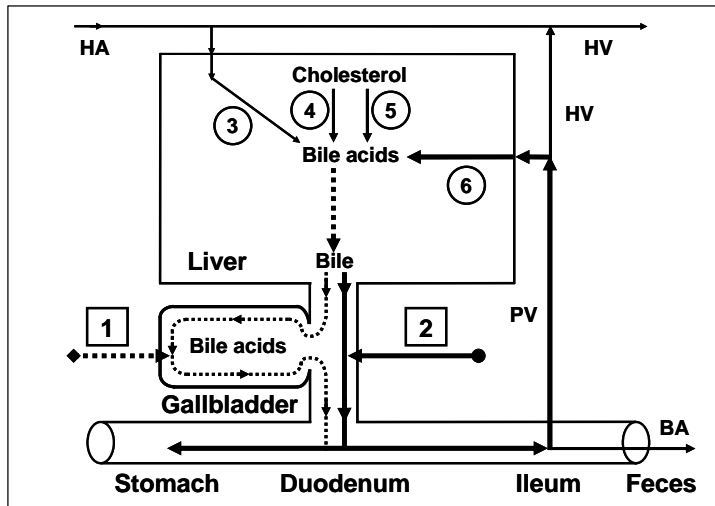 HA
HV
Cholesterol
3
4
5
HV
Bile acids
6
Liver
Bile
1
Bile acids
2
PV
Gallbladder
BA
Stomach
Duodenum
Ileum
Feces